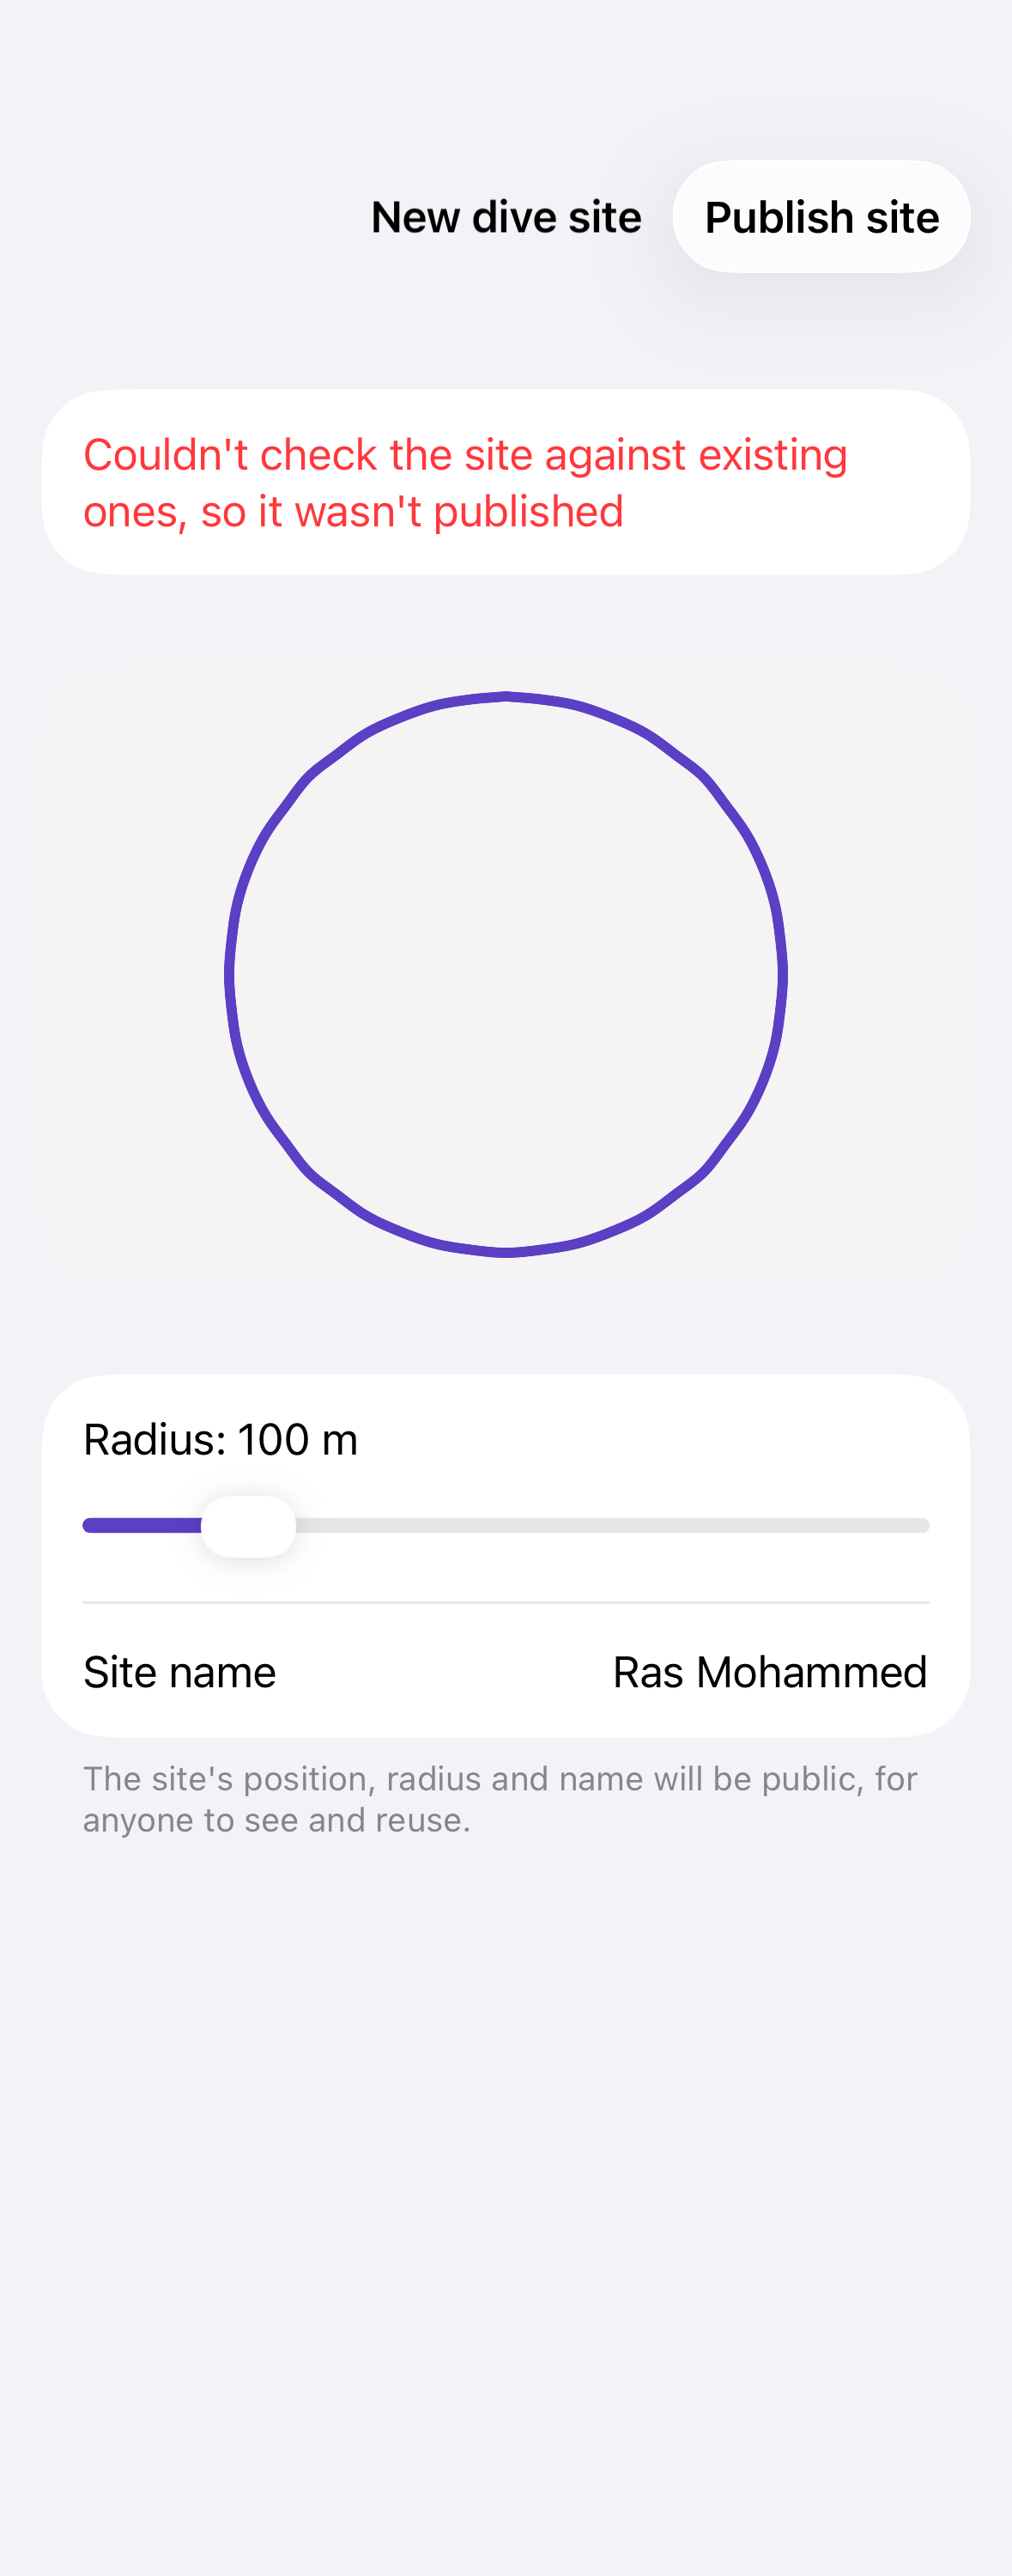 New dive site
Publish site
Couldn't check the site against existing
ones, so it wasn't published
Radius: 100 m
Site name
Ras Mohammed
The site's position, radius and name will be public, for
anyone to see and reuse.